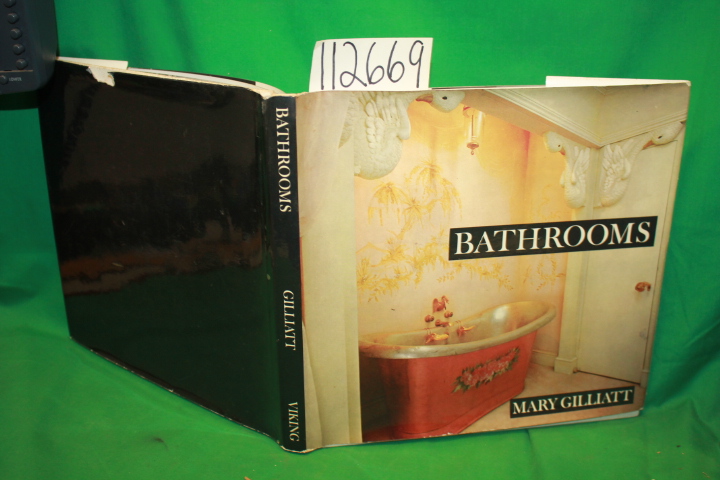 112669
BATHROOMS
GILLIATT
VIKING
BATHROOMS
MARY GILLIATT